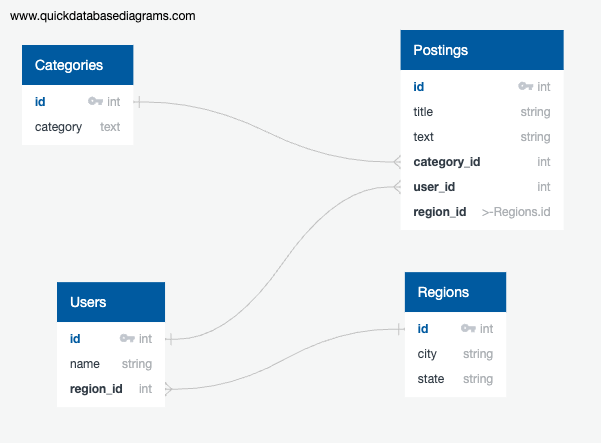 www.quickdatabasediagrams.com
Categories
id int
category text
Postings
id int
title string
text string
category_id int
user_id int
region_id >-Regions.id
Users
id int
name string
region_id int
Regions
id int
city string
state string